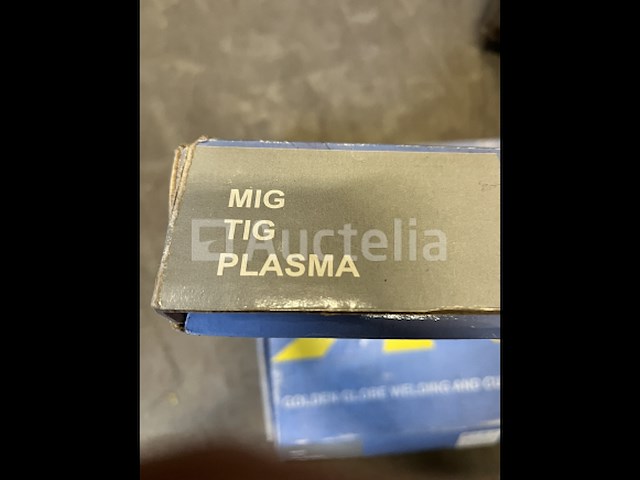 MIG
TIG
Auctelia
PLASMA
GOLDEN GLOBE WELDING AND